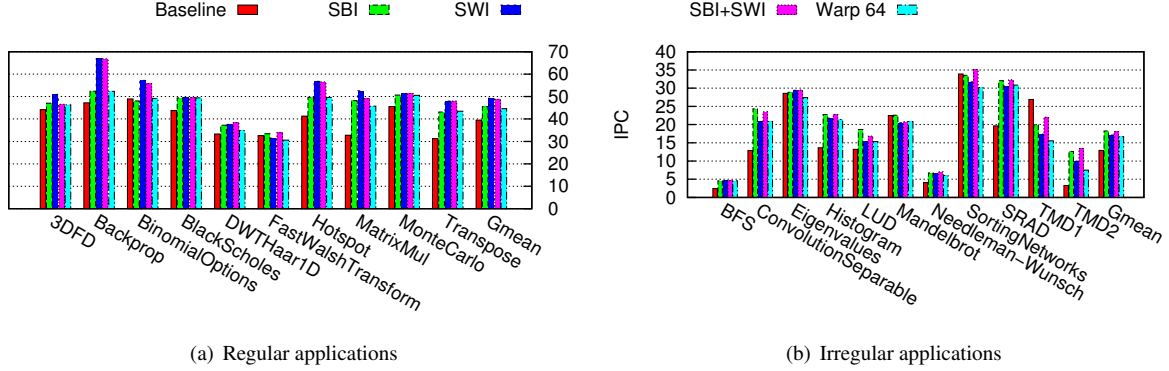 Baseline SBI SWI SBI+SWI Warp 64
70
60
50
40
30
20
10
0
3DFD
Backprop
BinomialOptions
BlackScholes
DWTHaar1D
FastWalshTransform
Hotspot
MatrixMul
MonteCarlo
Transpose
Gmean
(a) Regular applications
IPC
40
35
30
25
20
15
10
5
0
BFS
ConvolutionSeparable
Eigenvalues
Histogram
LUD
Mandelbrot
Needleman-Wunsch
SortingNetworks
SRAD
TMD1
TMD2
Gmean
(b) Irregular applications